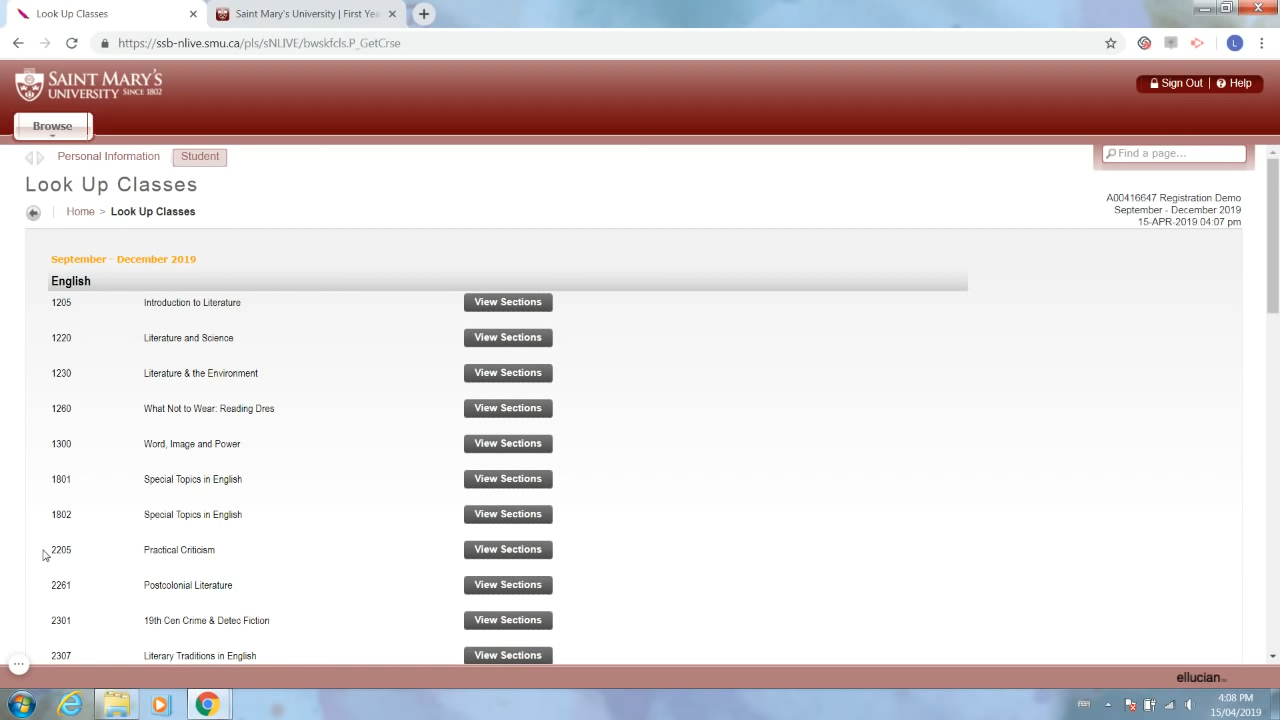 Look Up Classes
Saint Mary's University | First Yea
https://ssb-nlive.smu.ca/pls/sNLIVE/bwskfcls.P_GetCrse
L
SAINT MARY'S
UNIVERSITY SINCE 1802
Sign Out | Help
Browse
Personal Information Student
Find a page...
Look Up Classes
Home > Look Up Classes
A00416647 Registration Demo
September - December 2019
15-APR-2019 04:07 pm
September - December 2019
English
1205 Introduction to Literature View Sections
1220 Literature and Science View Sections
1230 Literature & the Environment View Sections
1260 What Not to Wear: Reading Dres View Sections
1300 Word, Image and Power View Sections
1801 Special Topics in English View Sections
1802 Special Topics in English View Sections
2205 Practical Criticism View Sections
2261 Postcolonial Literature View Sections
2301 19th Cen Crime & Detec Fiction View Sections
2307 Literary Traditions in English View Sections
ellucian
4:08 PM
15/04/2019